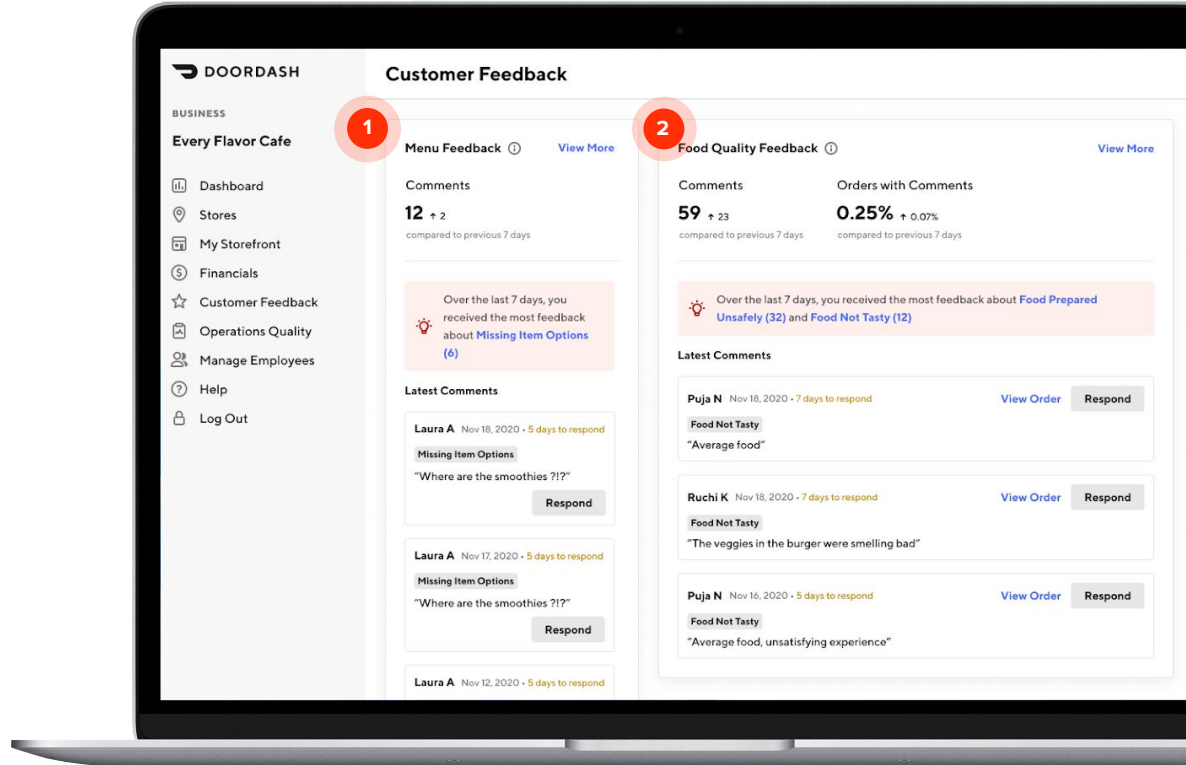 DOORDASH
BUSINESS
Every Flavor Cafe
Dashboard
Stores
My Storefront
Financials
Customer Feedback
Operations Quality
Manage Employees
Help
Log Out
Customer Feedback
1
Menu Feedback
View More
Comments
12 ↑ 2
compared to previous 7 days
Over the last 7 days, you
received the most feedback
about Missing Item Options
(6)
Latest Comments
Laura A Nov 18, 2020 • 5 days to respond
Missing Item Options
“Where are the smoothies ?!?”
Respond
Laura A Nov 17, 2020 • 5 days to respond
Missing Item Options
“Where are the smoothies ?!?”
Respond
Laura A Nov 12, 2020 • 5 days to respond
2
Food Quality Feedback
View More
Comments
59 ↑ 23
compared to previous 7 days
Orders with Comments
0.25% ↑ 0.07%
compared to previous 7 days
Over the last 7 days, you received the most feedback about Food Prepared
Unsafely (32) and Food Not Tasty (12)
Latest Comments
Puja N Nov 18, 2020 • 7 days to respond
View Order
Respond
Food Not Tasty
“Average food”
Ruchi K Nov 18, 2020 • 7 days to respond
View Order
Respond
Food Not Tasty
“The veggies in the burger were smelling bad”
Puja N Nov 16, 2020 • 5 days to respond
View Order
Respond
Food Not Tasty
“Average food, unsatisfying experience”